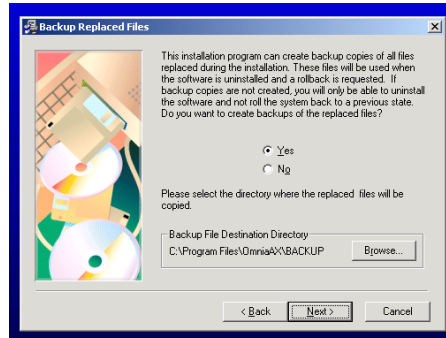 Backup Replaced Files
This installation program can create backup copies of all files
replaced during the installation. These files will be used when
the software is uninstalled and a rollback is requested. If
backup copies are not created, you will only be able to uninstall
the software and not roll the system back to a previous state.
Do you want to create backups of the replaced files?
Yes
No
Please select the directory where the replaced files will be
copied.
Backup File Destination Directory
C:\Program Files\OmniaAX\BACKUP
Browse...
< Back
Next >
Cancel